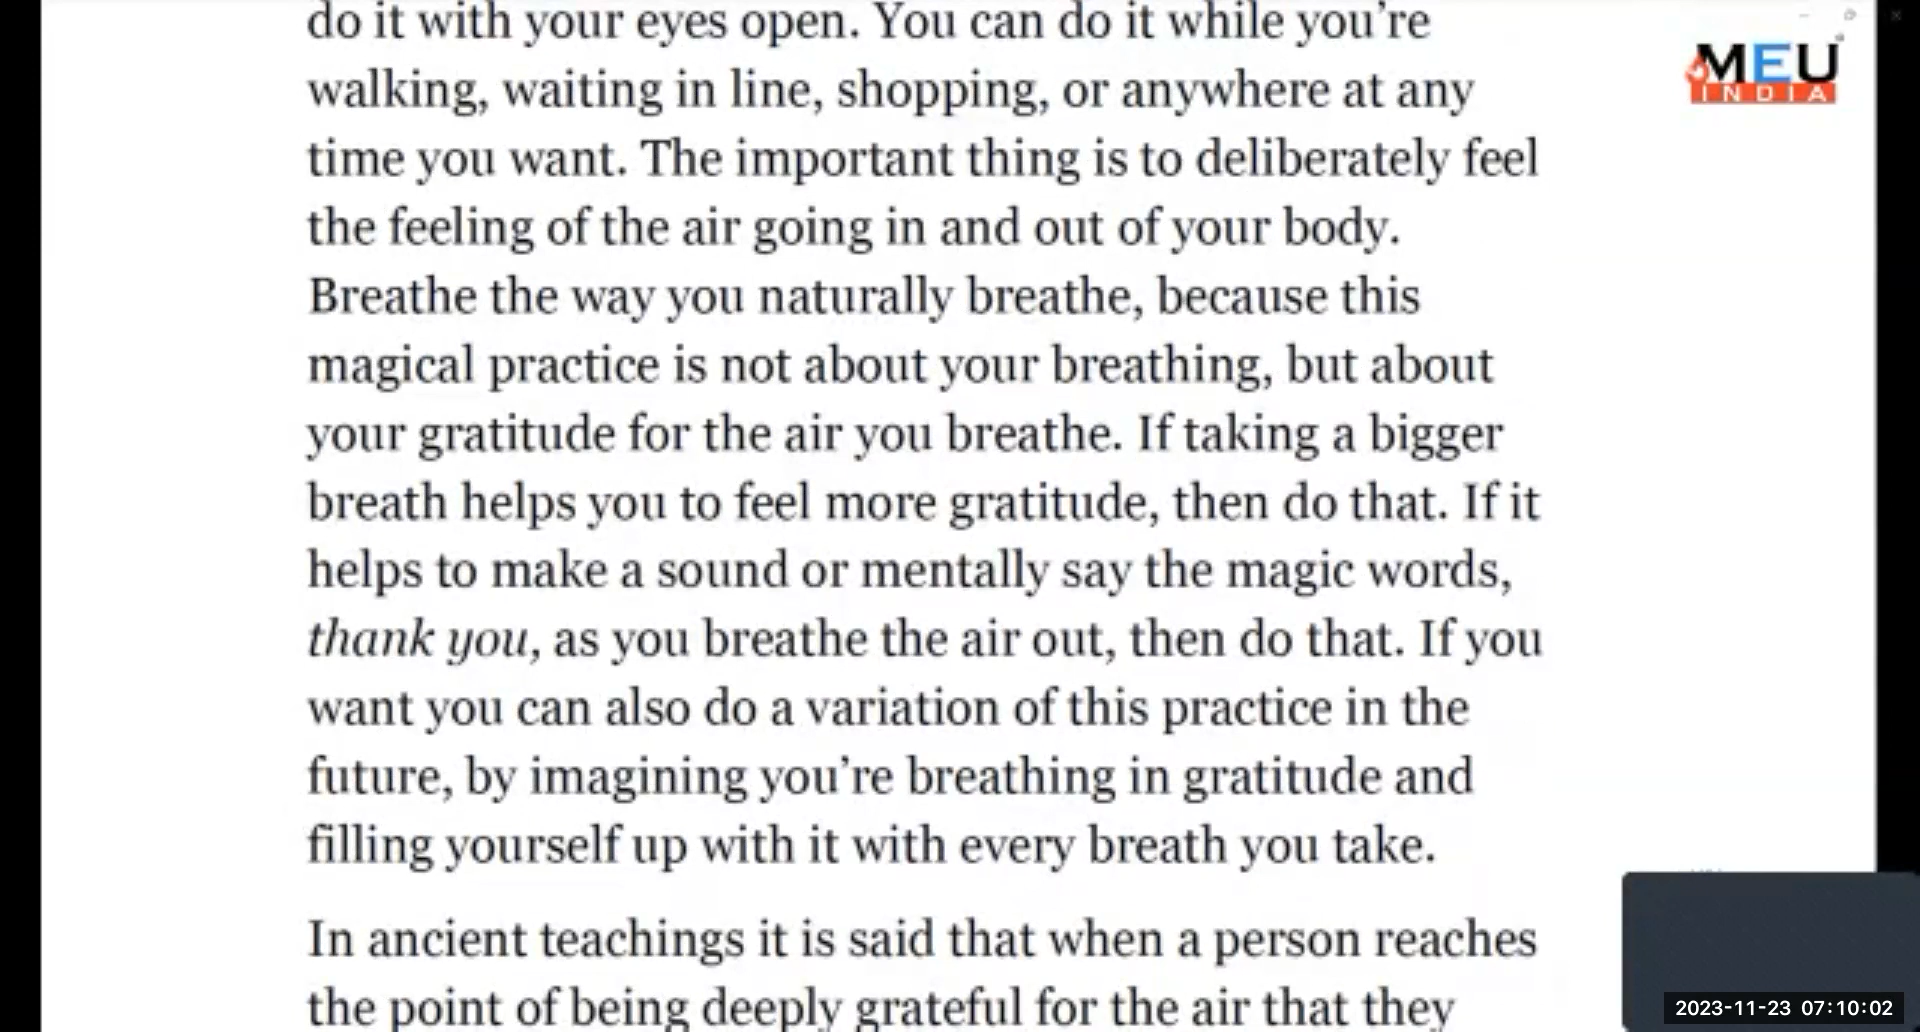 do it with your eyes open. You can do it while you’re
walking, waiting in line, shopping, or anywhere at any
time you want. The important thing is to deliberately feel
the feeling of the air going in and out of your body.
Breathe the way you naturally breathe, because this
magical practice is not about your breathing, but about
your gratitude for the air you breathe. If taking a bigger
breath helps you to feel more gratitude, then do that. If it
helps to make a sound or mentally say the magic words,
thank you, as you breathe the air out, then do that. If you
want you can also do a variation of this practice in the
future, by imagining you’re breathing in gratitude and
filling yourself up with it with every breath you take.
In ancient teachings it is said that when a person reaches
the point of being deeply grateful for the air that they
MEU
INDIA
2023-11-23 07:10:02